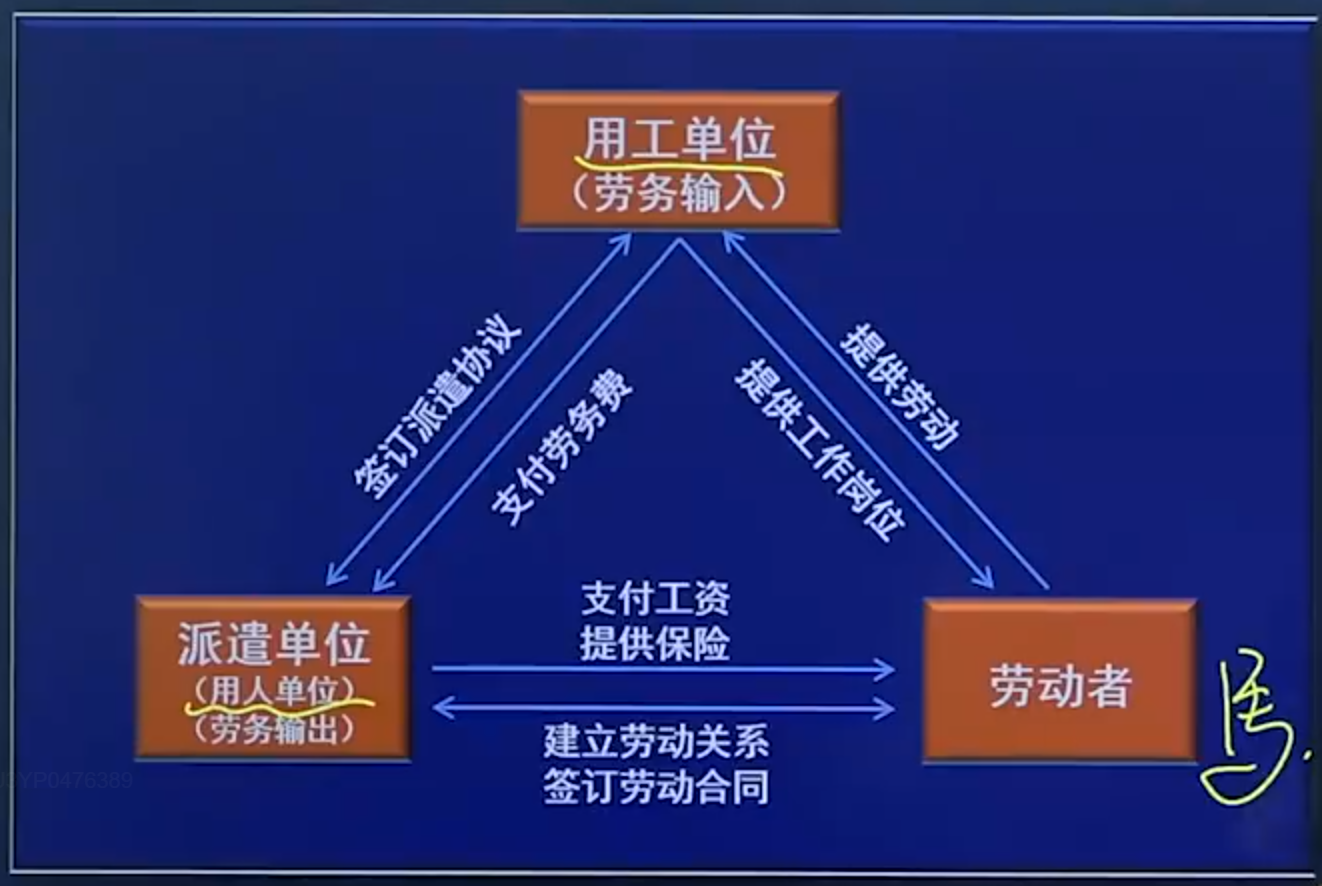 用工单位
（劳务输入）
签订派遣协议
支付劳务费
提供工作岗位
提供劳动
支付工资
提供保险
派遣单位
（用人单位）
（劳务输出）
劳动者
建立劳动关系
签订劳动合同